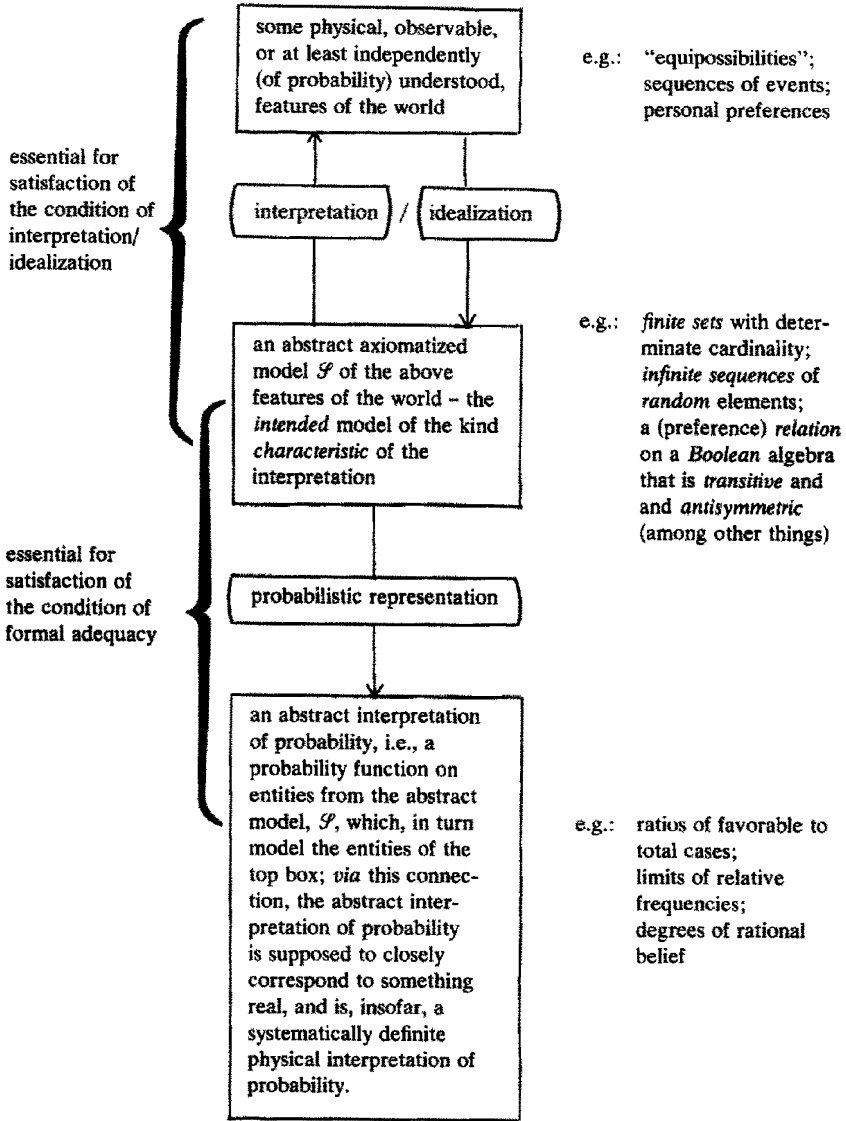 some physical, observable,
or at least independently
(of probability) understood,
features of the world
e.g.: “equipossibilities”;
sequences of events;
personal preferences
essential for
satisfaction of
the condition of
interpretation/
idealization
interpretation / idealization
an abstract axiomatized
model 𝒮 of the above
features of the world – the
intended model of the kind
characteristic of the
interpretation
e.g.: finite sets with deter-
minate cardinality;
infinite sequences of
random elements;
a (preference) relation
on a Boolean algebra
that is transitive and
and antisymmetric
(among other things)
essential for
satisfaction of
the condition of
formal adequacy
probabilistic representation
an abstract interpretation
of probability, i.e., a
probability function on
entities from the abstract
model, 𝒮, which, in turn
model the entities of the
top box; via this connec-
tion, the abstract inter-
pretation of probability
is supposed to closely
correspond to something
real, and is, insofar, a
systematically definite
physical interpretation of
probability.
e.g.: ratios of favorable to
total cases;
limits of relative
frequencies;
degrees of rational
belief